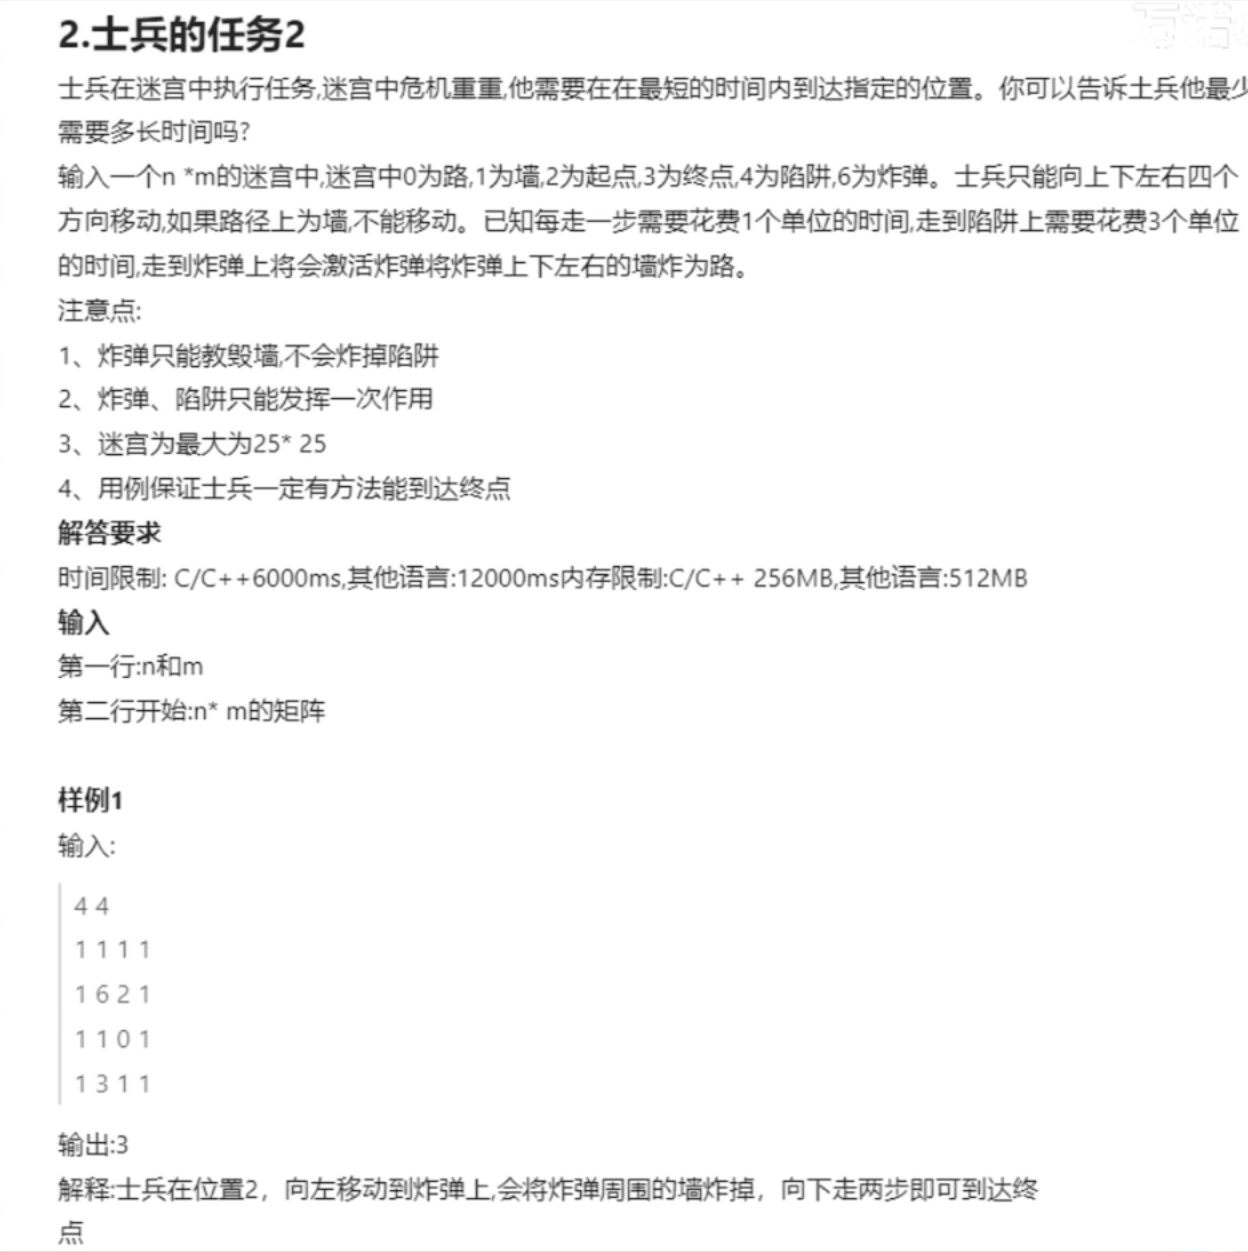 2.士兵的任务2
士兵在迷宫中执行任务,迷宫中危机重重,他需要在在最短的时间内到达指定的位置。你可以告诉士兵他最少
需要多长时间吗?
输入一个n *m的迷宫中,迷宫中0为路,1为墙,2为起点,3为终点,4为陷阱,6为炸弹。士兵只能向上下左右四个
方向移动,如果路径上为墙,不能移动。已知每走一步需要花费1个单位的时间,走到陷阱上需要花费3个单位
的时间,走到炸弹上将会激活炸弹将炸弹上下左右的墙炸为路。
注意点:
1、炸弹只能教毁墙,不会炸掉陷阱
2、炸弹、陷阱只能发挥一次作用
3、迷宫为最大为25* 25
4、用例保证士兵一定有方法能到达终点
解答要求
时间限制: C/C++6000ms,其他语言:12000ms内存限制:C/C++ 256MB,其他语言:512MB
输入
第一行:n和m
第二行开始:n* m的矩阵
样例1
输入:
4 4
1 1 1 1
1 6 2 1
1 1 0 1
1 3 1 1
输出:3
解释:士兵在位置2，向左移动到炸弹上,会将炸弹周围的墙炸掉，向下走两步即可到达终
点